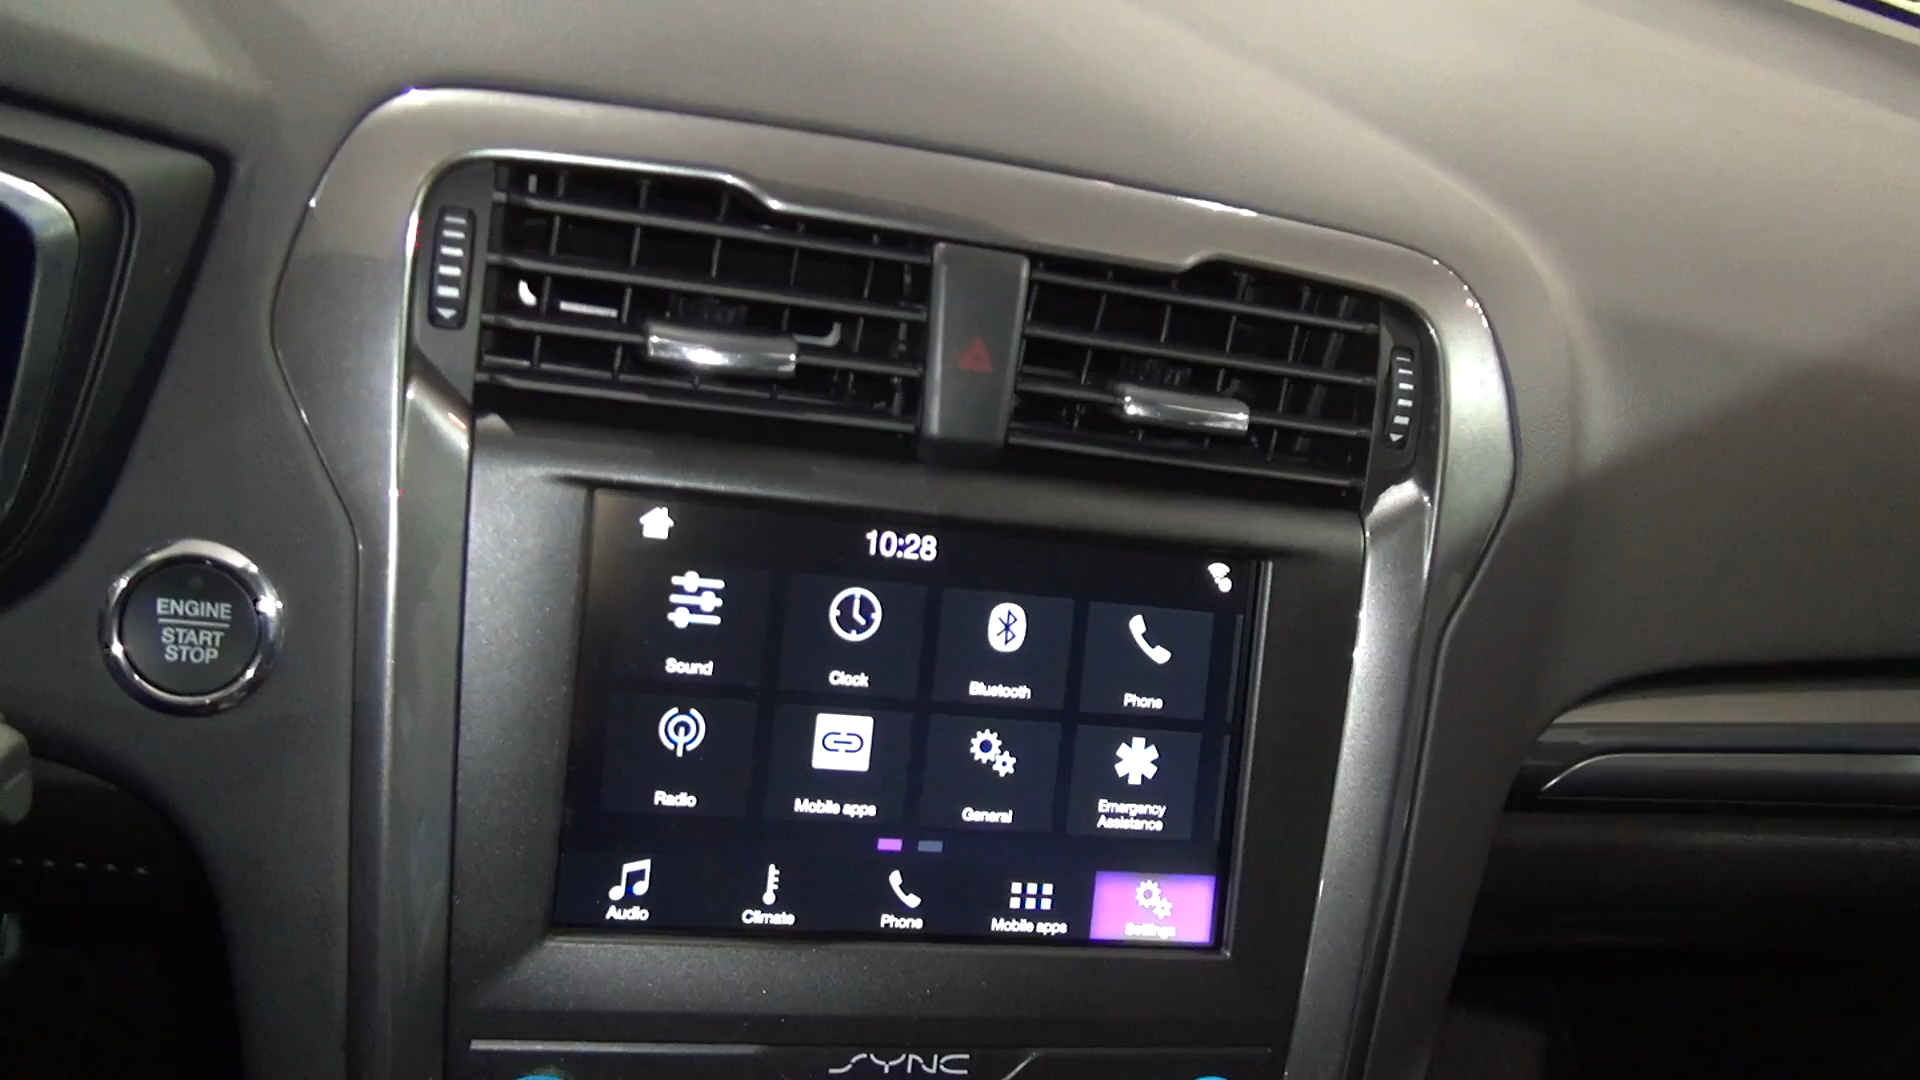 10:28
ENGINE
START
STOP
Sound
Clock
Bluetooth
Phone
Radio
Mobile apps
General
Emergency
Assistance
Audio
Climate
Phone
Mobile apps
Settings
SYNC